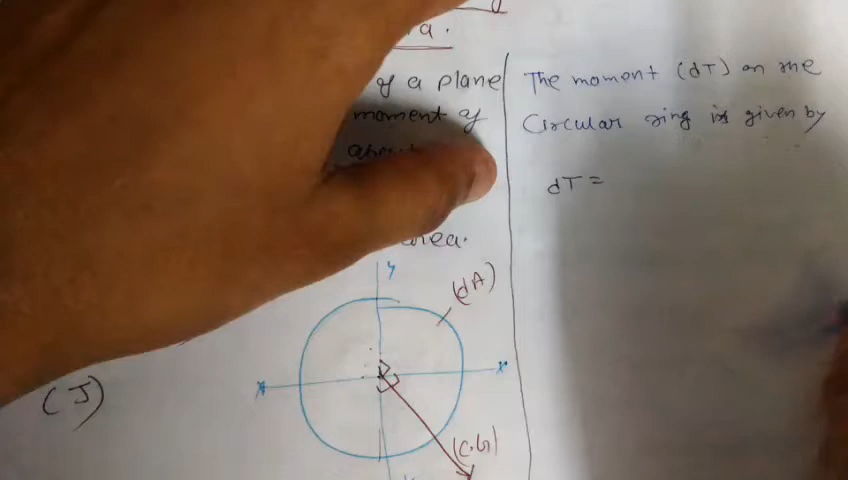 a.
of a plane
moment of
area.
(J)
y
(dA)
x
x
(C.G)
The moment (dT) on the
Circular ring is given by
dT =